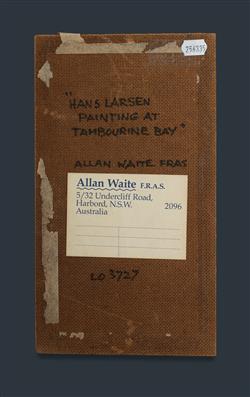 256335
"HANS LARSEN
PAINTING AT
TAMBOURINE BAY"
ALLAN WAITE FRAS
Allan Waite F.R.A.S.
5/32 Undercliff Road,
Harbord, N.S.W. 2096
Australia
LO 3727